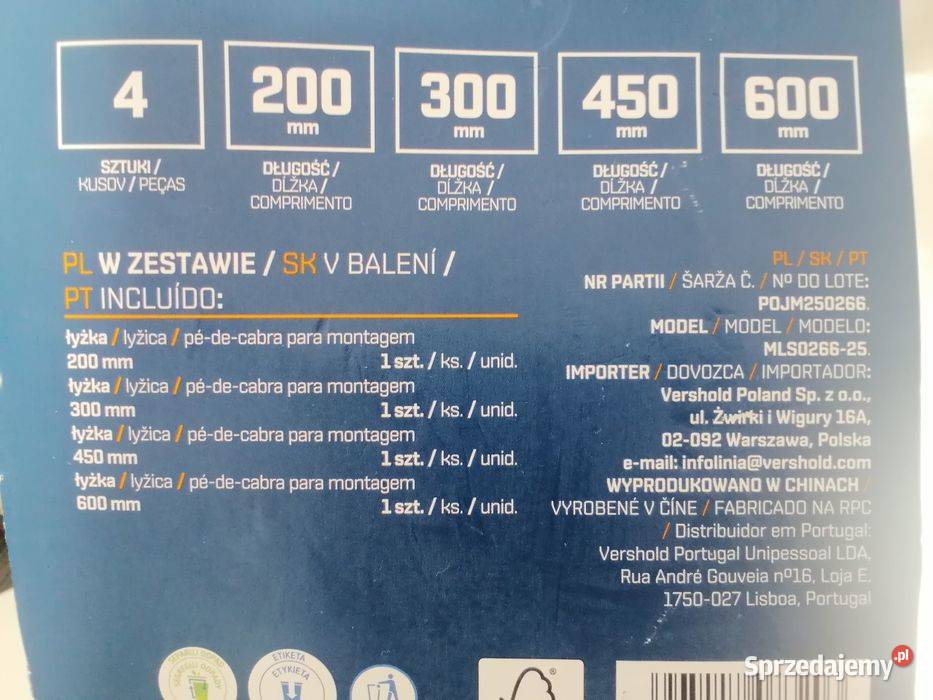 4
200
mm
300
mm
450
mm
600
mm
SZTUKI /
KUSOV / PEÇAS
DŁUGOŚĆ /
DĹŽKA /
COMPRIMENTO
DŁUGOŚĆ /
DĹŽKA /
COMPRIMENTO
DŁUGOŚĆ /
DĹŽKA /
COMPRIMENTO
DŁUGOŚĆ /
DĹŽKA /
COMPRIMENTO
PL W ZESTAWIE / SK V BALENÍ /
PT INCLUÍDO:
łyżka / lyžica / pé-de-cabra para montagem
200 mm 1 szt. / ks. / unid.
łyżka / lyžica / pé-de-cabra para montagem
300 mm 1 szt. / ks. / unid.
łyżka / lyžica / pé-de-cabra para montagem
450 mm 1 szt. / ks. / unid.
łyżka / lyžica / pé-de-cabra para montagem
600 mm 1 szt. / ks. / unid.
PL / SK / PT
NR PARTII / ŠARŽA Č. / Nº DO LOTE:
POJM250266.
MODEL / MODEL / MODELO:
MLS0266-25.
IMPORTER / DOVOZCA / IMPORTADOR:
Vershold Poland Sp. z o.o.,
ul. Żwirki i Wigury 16A,
02-092 Warszawa, Polska
e-mail: infolinia@vershold.com
WYPRODUKOWANO W CHINACH /
VYROBENÉ V ČÍNE / FABRICADO NA RPC
/ Distribuidor em Portugal:
Vershold Portugal Unipessoal LDA,
Rua André Gouveia nº16, Loja E,
1750-027 Lisboa, Portugal
ETIKETA
ETYKIETA
Sprzedajemy.pl